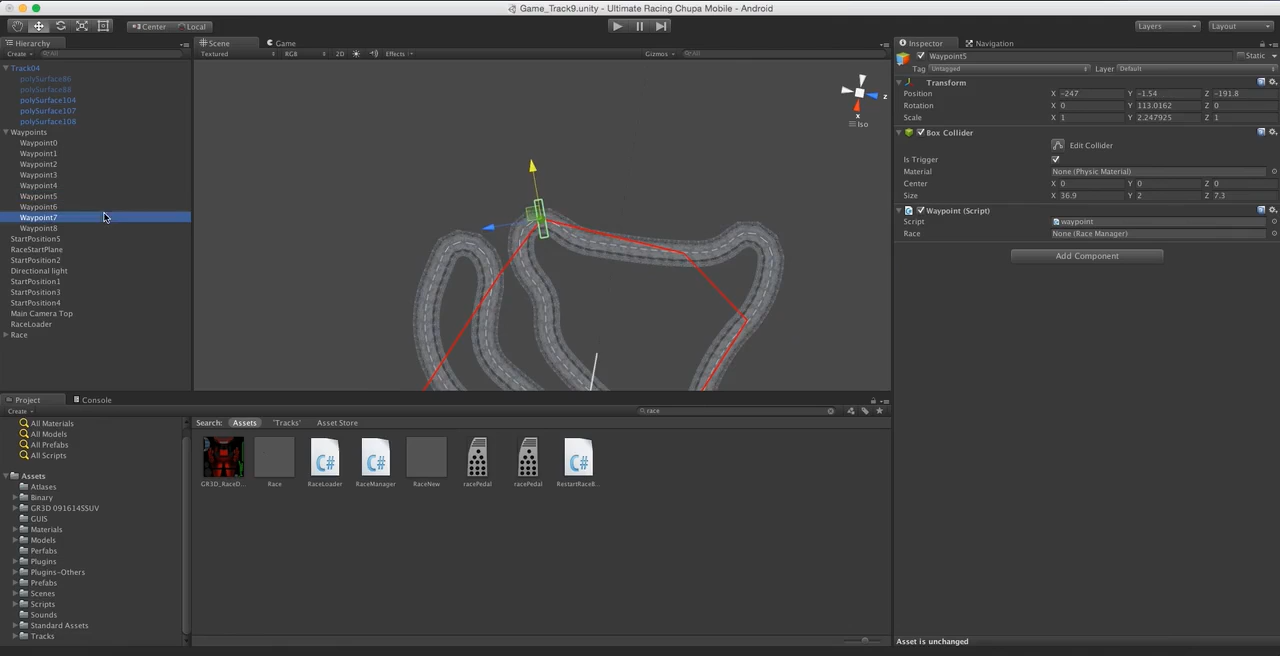 Game_Track9.unity - Ultimate Racing Chupa Mobile - Android
Center Local Layers Layout
Hierarchy
Create All
Track04
polySurface86
polySurface88
polySurface104
polySurface107
polySurface108
Waypoints
Waypoint0
Waypoint1
Waypoint2
Waypoint3
Waypoint4
Waypoint5
Waypoint6
Waypoint7
Waypoint8
StartPosition5
RaceStartPlane
StartPosition2
Directional light
StartPosition1
StartPosition3
StartPosition4
Main Camera Top
RaceLoader
Race
Scene Game
Textured RGB 2D Effects Gizmos All
x z
Iso
Inspector Navigation
Waypoint5 Static
Tag Untagged Layer Default
Transform
Position X -247 Y -1.54 Z -191.8
Rotation X 0 Y 113.0162 Z 0
Scale X 1 Y 2.247925 Z 1
Box Collider
Edit Collider
Is Trigger
Material None (Physic Material)
Center X 0 Y 0 Z 0
Size X 36.9 Y 2 Z 7.3
Waypoint (Script)
Script waypoint
Race None (Race Manager)
Add Component
Project Console
Create race
All Materials
All Models
All Prefabs
All Scripts
Assets
Atlases
Binary
GR3D 091614SSUV
GUIS
Materials
Models
Perfabs
Plugins
Plugins-Others
Prefabs
Scenes
Scripts
Sounds
Standard Assets
Tracks
Search: Assets 'Tracks' Asset Store
C# C# C#
GR3D_RaceD... Race RaceLoader RaceManager RaceNew racePedal racePedal RestartRaceB...
Asset is unchanged